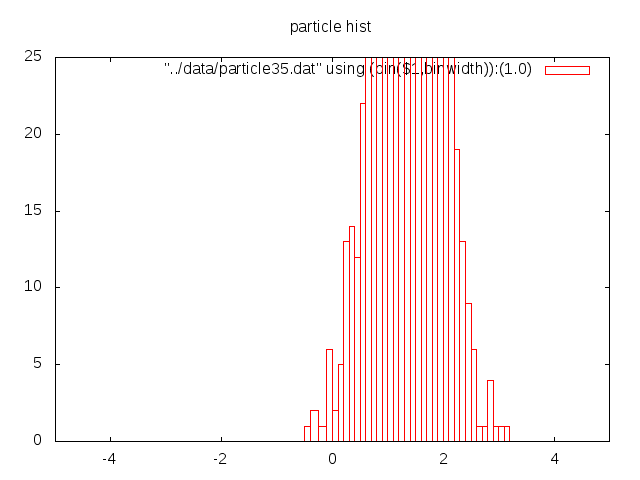 particle hist
"../data/particle35.dat" using (bin($1,binwidth)):(1.0)
25
20
15
10
5
0
-4 -2 0 2 4